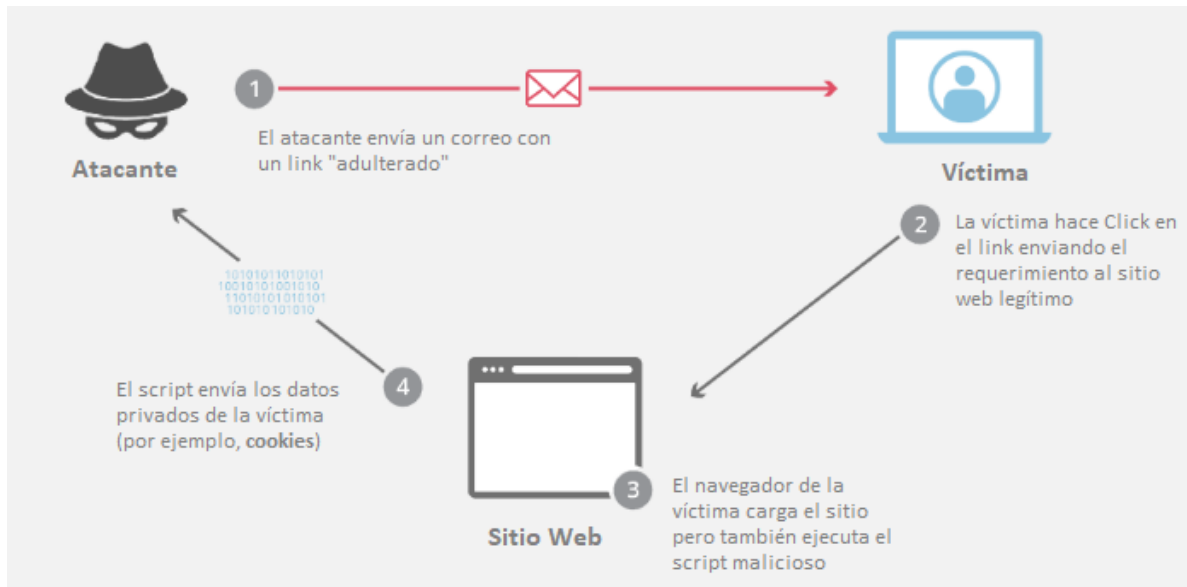 1
El atacante envía un correo con
un link "adulterado"
Atacante
Víctima
2
La víctima hace Click en
el link enviando el
requerimiento al sitio
web legítimo
10101011010101
10010101001010
11010101010101
101010101010
4
El script envía los datos
privados de la víctima
(por ejemplo, cookies)
3
El navegador de la
víctima carga el sitio
pero también ejecuta el
script malicioso
Sitio Web